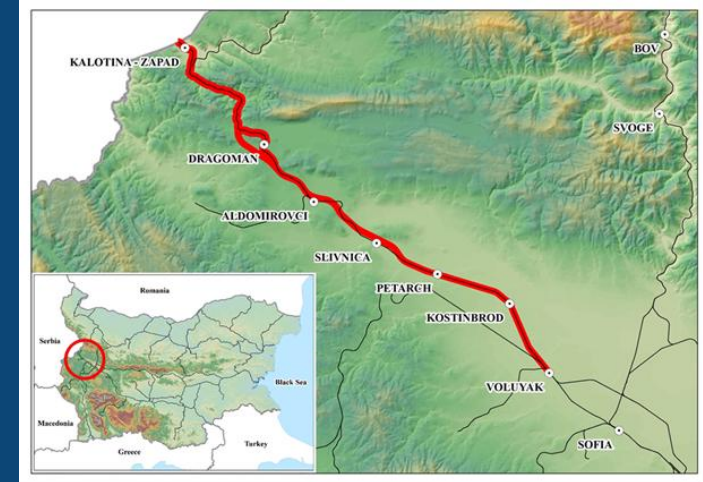 BOV
KALOTINA - ZAPAD
SVOGE
DRAGOMAN
ALDOMIROVCI
SLIVNICA
PETARCH
KOSTINBROD
VOLUYAK
SOFIA
Romania
Serbia
Black Sea
Macedonia
Turkey
Greece